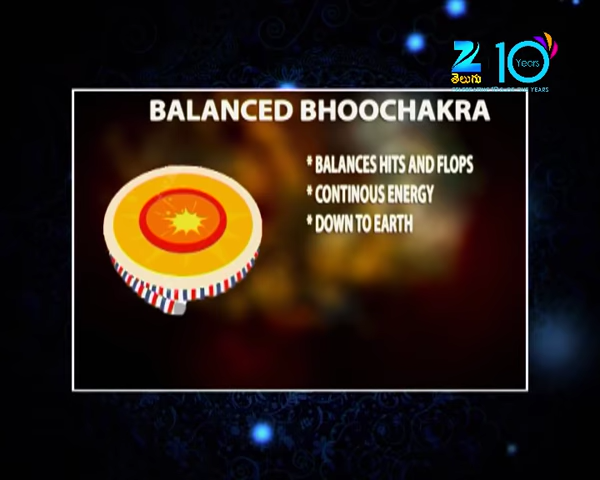 Z 10 Years
తెలుగు
BALANCED BHOOCHAKRA
* BALANCES HITS AND FLOPS
* CONTINOUS ENERGY
* DOWN TO EARTH